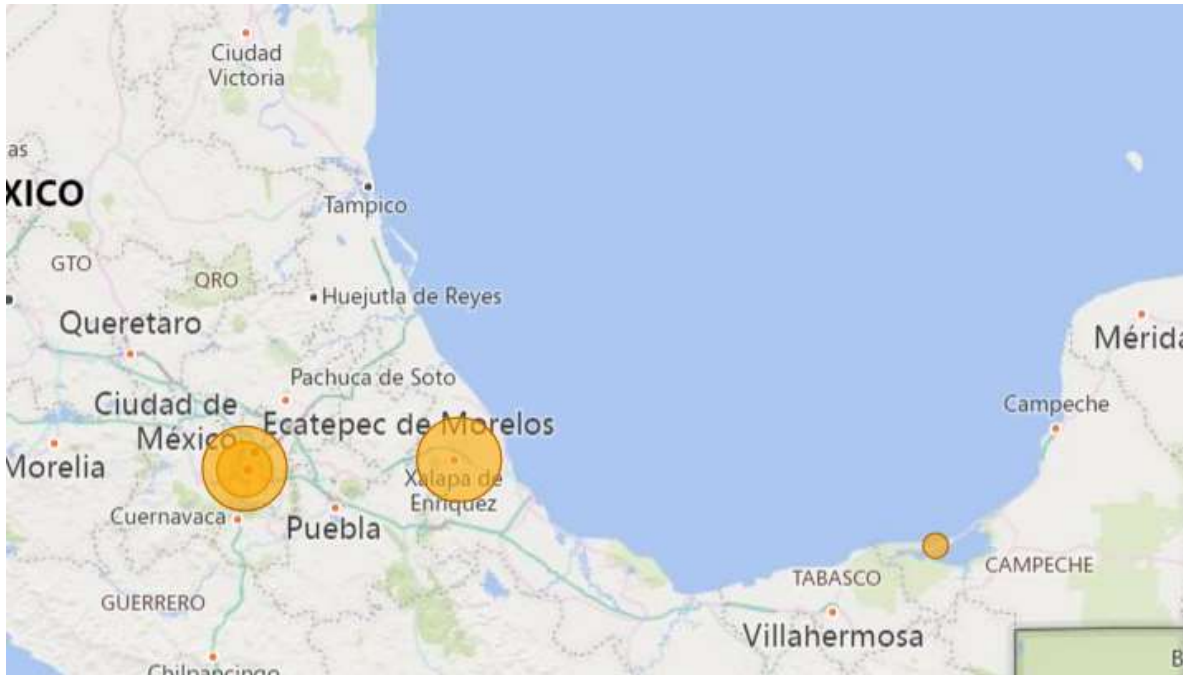 Ciudad
Victoria
as
XICO
Tampico
GTO
QRO
Huejutla de Reyes
Queretaro
Mérida
Pachuca de Soto
Ciudad de
México
Ecatepec de Morelos
Campeche
Morelia
Xalapa de
Enríquez
Cuernavaca
Puebla
TABASCO
CAMPECHE
GUERRERO
Villahermosa
Chilpancingo
B